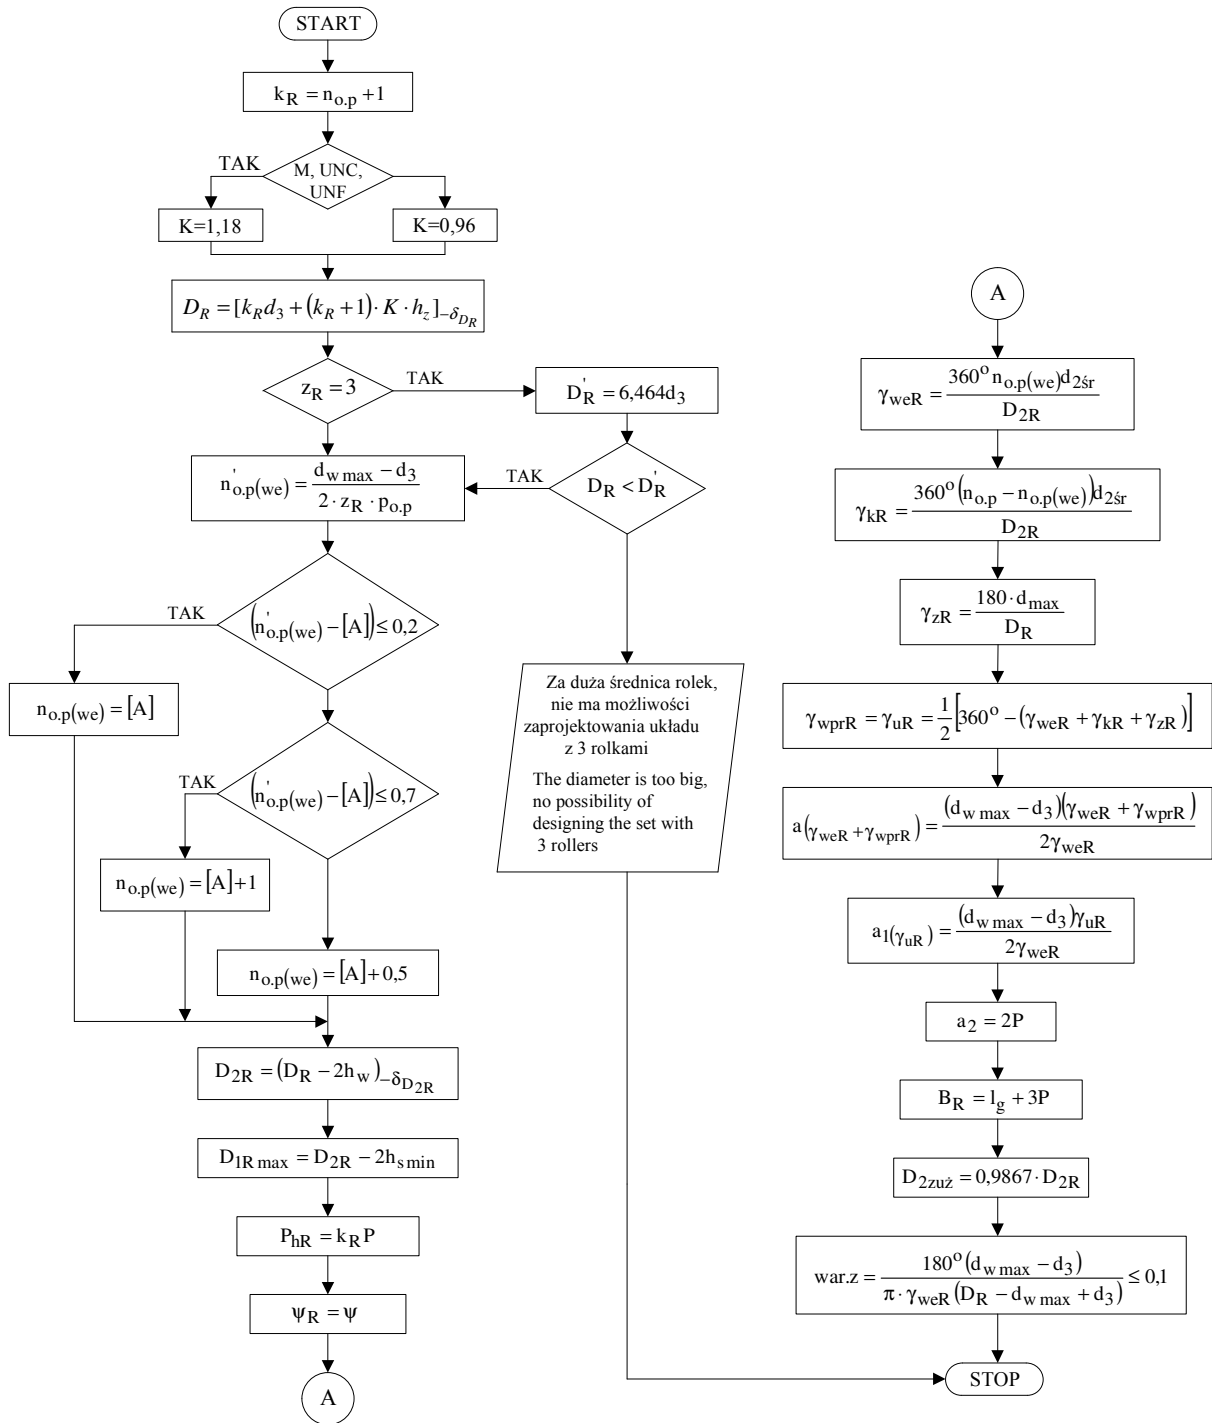 START
k_R = n_o.p + 1
TAK
M, UNC,
UNF
K=1,18
K=0,96
D_R = [k_R d_3 + (k_R + 1) · K · h_z]_-δ_D_R
z_R = 3
TAK
D'_R = 6,464d_3
n'_o.p(we) = (d_w max − d_3) / (2 · z_R · p_o.p)
TAK
D_R < D'_R
TAK
(n'_o.p(we) − [A]) ≤ 0,2
n_o.p(we) = [A]
TAK
(n'_o.p(we) − [A]) ≤ 0,7
n_o.p(we) = [A] + 1
n_o.p(we) = [A] + 0,5
Za duża średnica rolek,
nie ma możliwości
zaprojektowania układu
z 3 rolkami
The diameter is too big,
no possibility of
designing the set with
3 rollers
D_2R = (D_R − 2h_w)_-δ_D_2R
D_1R max = D_2R − 2h_s min
P_hR = k_R P
ψ_R = ψ
A
A
γ_weR = 360° n_o.p(we) d_2śr / D_2R
γ_kR = 360° (n_o.p − n_o.p(we)) d_2śr / D_2R
γ_zR = 180 · d_max / D_R
γ_wprR = γ_uR = 1/2 [360° − (γ_weR + γ_kR + γ_zR)]
a(γ_weR + γ_wprR) = (d_w max − d_3)(γ_weR + γ_wprR) / 2γ_weR
a_1(γ_uR) = (d_w max − d_3)γ_uR / 2γ_weR
a_2 = 2P
B_R = l_g + 3P
D_2zuż = 0,9867 · D_2R
war.z = 180° (d_w max − d_3) / π · γ_weR (D_R − d_w max + d_3) ≤ 0,1
STOP